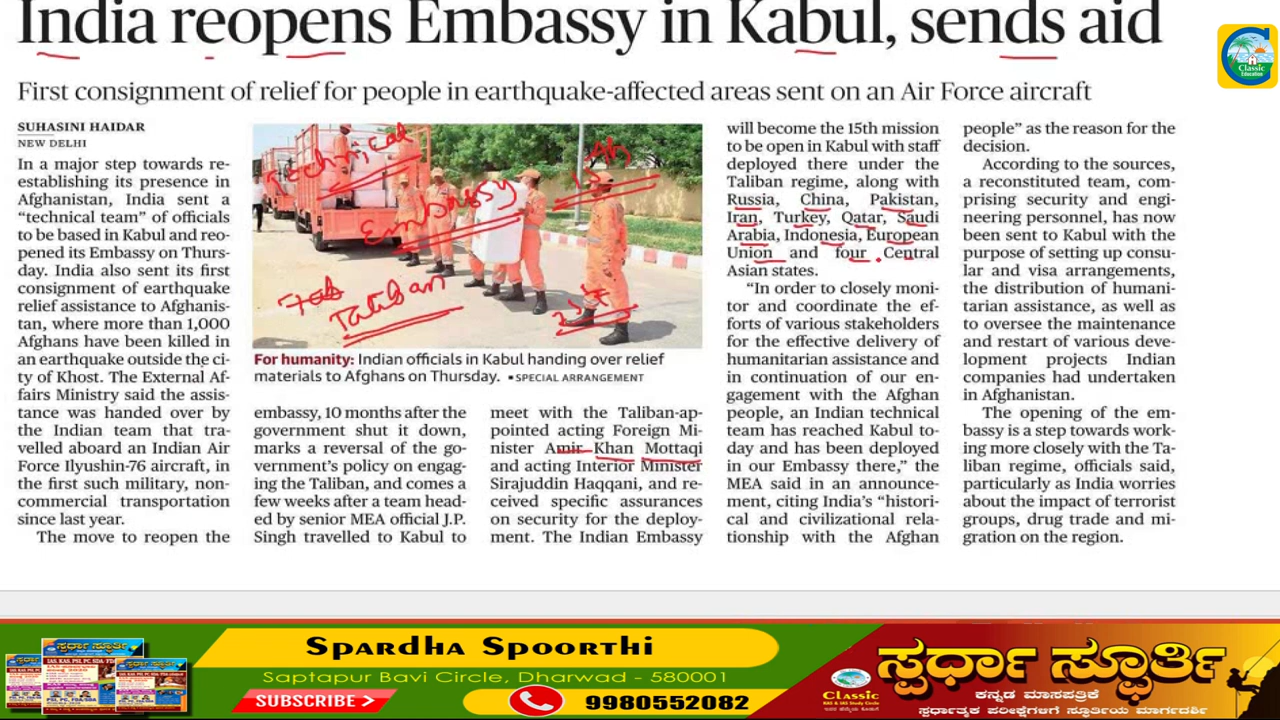 India reopens Embassy in Kabul, sends aid
First consignment of relief for people in earthquake-affected areas sent on an Air Force aircraft
SUHASINI HAIDAR
NEW DELHI
In a major step towards re-
establishing its presence in
Afghanistan, India sent a
“technical team” of officials
to be based in Kabul and reo-
pened its Embassy on Thurs-
day. India also sent its first
consignment of earthquake
relief assistance to Afghanis-
tan, where more than 1,000
Afghans have been killed in
an earthquake outside the ci-
ty of Khost. The External Af-
fairs Ministry said the assis-
tance was handed over by
the Indian team that tra-
velled aboard an Indian Air
Force Ilyushin-76 aircraft, in
the first such military, non-
commercial transportation
since last year.
The move to reopen the
Technical
Embassy
15 Ah
Feb
Taliban
For humanity: Indian officials in Kabul handing over relief
materials to Afghans on Thursday. ▪SPECIAL ARRANGEMENT
embassy, 10 months after the
government shut it down,
marks a reversal of the go-
vernment’s policy on engag-
ing the Taliban, and comes a
few weeks after a team head-
ed by senior MEA official J.P.
Singh travelled to Kabul to
meet with the Taliban-ap-
pointed acting Foreign Mi-
nister Amir Khan Mottaqi
and acting Interior Minister
Sirajuddin Haqqani, and re-
ceived specific assurances
on security for the deploy-
ment. The Indian Embassy
will become the 15th mission
to be open in Kabul with staff
deployed there under the
Taliban regime, along with
Russia, China, Pakistan,
Iran, Turkey, Qatar, Saudi
Arabia, Indonesia, European
Union and four Central
Asian states.
“In order to closely moni-
tor and coordinate the ef-
forts of various stakeholders
for the effective delivery of
humanitarian assistance and
in continuation of our en-
gagement with the Afghan
people, an Indian technical
team has reached Kabul to-
day and has been deployed
in our Embassy there,” the
MEA said in an announce-
ment, citing India’s “histori-
cal and civilizational rela-
tionship with the Afghan
people” as the reason for the
decision.
According to the sources,
a reconstituted team, com-
prising security and engi-
neering personnel, has now
been sent to Kabul with the
purpose of setting up consu-
lar and visa arrangements,
the distribution of humani-
tarian assistance, as well as
to oversee the maintenance
and restart of various deve-
lopment projects Indian
companies had undertaken
in Afghanistan.
The opening of the em-
bassy is a step towards work-
ing more closely with the Ta-
liban regime, officials said,
particularly as India worries
about the impact of terrorist
groups, drug trade and mi-
gration on the region.
Classic
Education
Spardha Spoorthi
Saptapur Bavi Circle, Dharwad - 580001
SUBSCRIBE >
9980552082
ಸ್ಪರ್ಧಾ ಸ್ಫೂರ್ತಿ
Classic
KAS & IAS Study Circle
ಸ್ಪರ್ಧಾ ಸ್ಫೂರ್ತಿ
ಕನ್ನಡ ಮಾಸಪತ್ರಿಕೆ
ಸ್ಪರ್ಧಾತ್ಮಕ ಪರೀಕ್ಷೆಗಳಿಗೆ ಸ್ಫೂರ್ತಿಯ ಮಾರ್ಗದರ್ಶಿ